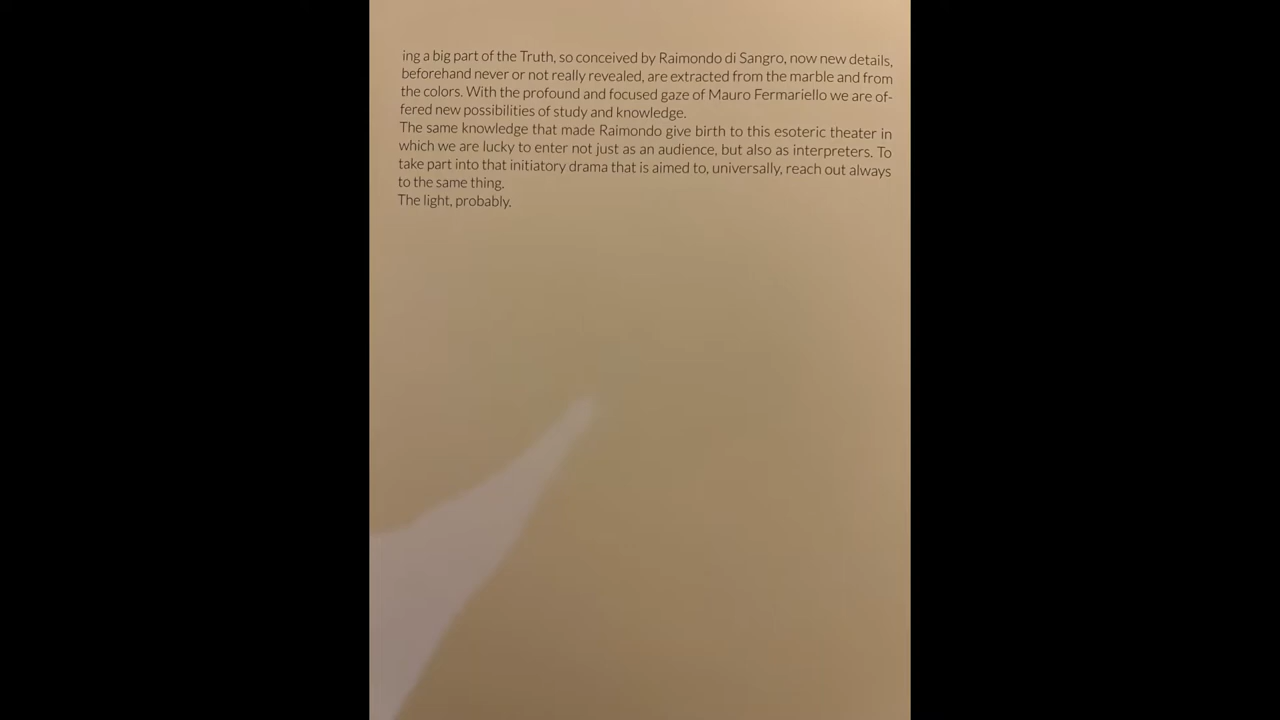 ing a big part of the Truth, so conceived by Raimondo di Sangro, now new details,
beforehand never or not really revealed, are extracted from the marble and from
the colors. With the profound and focused gaze of Mauro Fermariello we are of-
fered new possibilities of study and knowledge.
The same knowledge that made Raimondo give birth to this esoteric theater in
which we are lucky to enter not just as an audience, but also as interpreters. To
take part into that initiatory drama that is aimed to, universally, reach out always
to the same thing.
The light, probably.